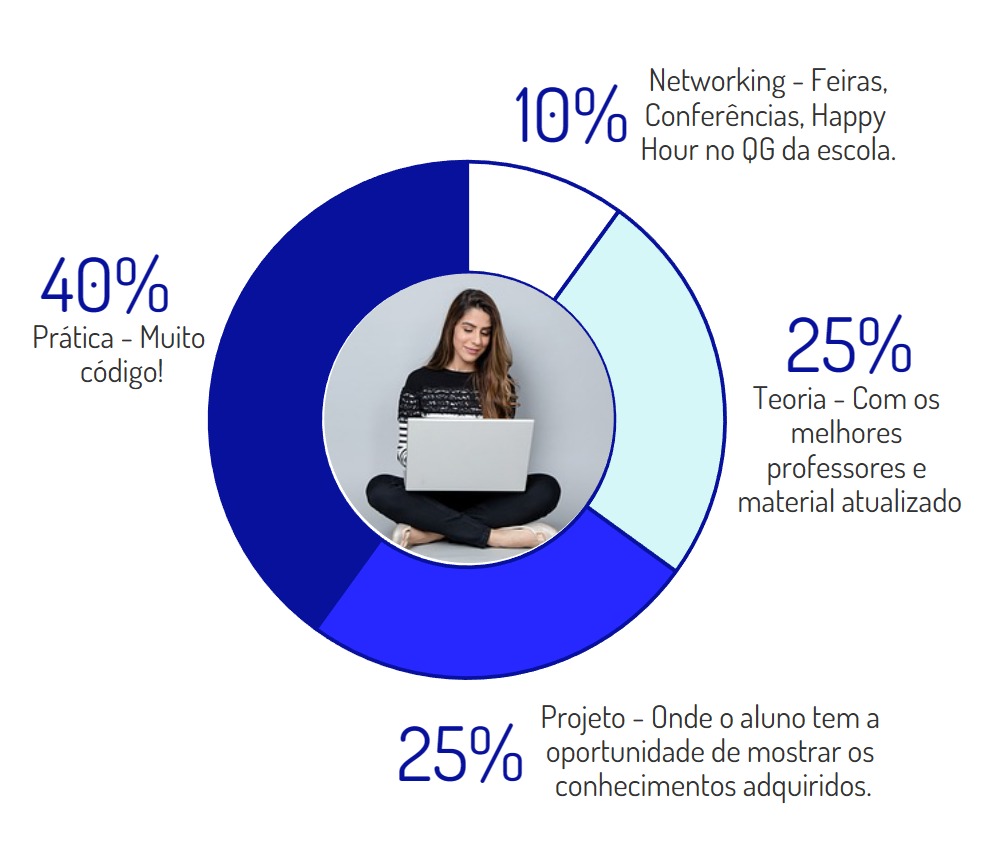 10%
Networking - Feiras,
Conferências, Happy
Hour no QG da escola.
40%
Prática - Muito
código!
25%
Teoria - Com os
melhores
professores e
material atualizado
25%
Projeto - Onde o aluno tem a
oportunidade de mostrar os
conhecimentos adquiridos.